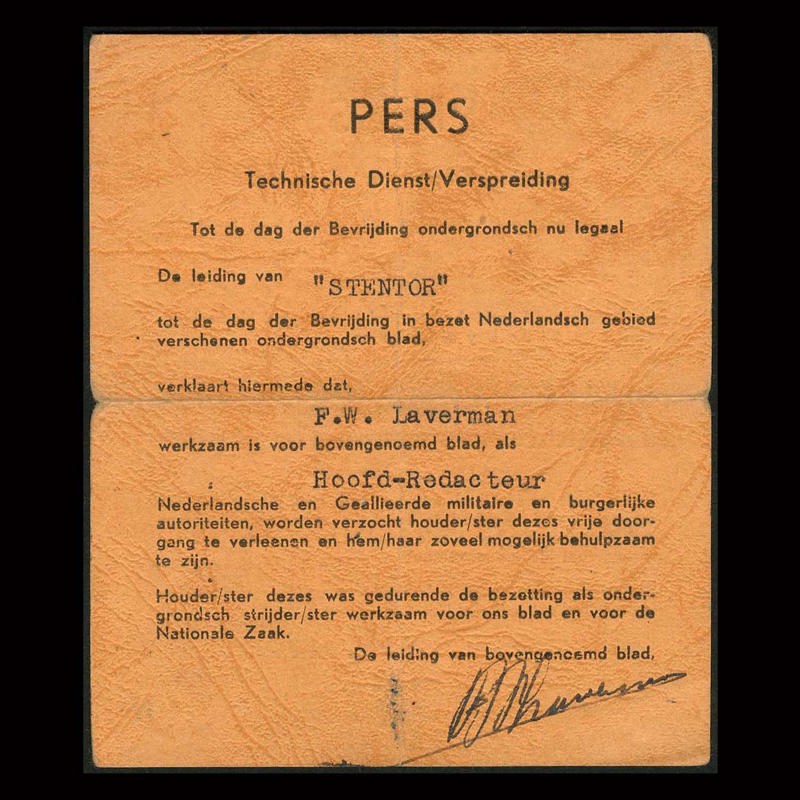 PERS
Technische Dienst/Verspreiding
Tot de dag der Bevrijding ondergrondsch nu legaal
De leiding van "STENTOR"
tot de dag der Bevrijding in bezet Nederlandsch gebied
verschenen ondergrondsch blad,
verklaart hiermede dat,
F.W. Laverman
werkzaam is voor bovengenoemd blad, als
Hoofd-Redacteur
Nederlandsche en Geallieerde militaire en burgerlijke
autoriteiten, worden verzocht houder/ster dezes vrije door-
gang te verleenen en hem/haar zoveel mogelijk behulpzaam
te zijn.
Houder/ster dezes was gedurende de bezetting als onder-
grondsch strijder/ster werkzaam voor ons blad en voor de
Nationale Zaak.
De leiding van bovengenoemd blad,